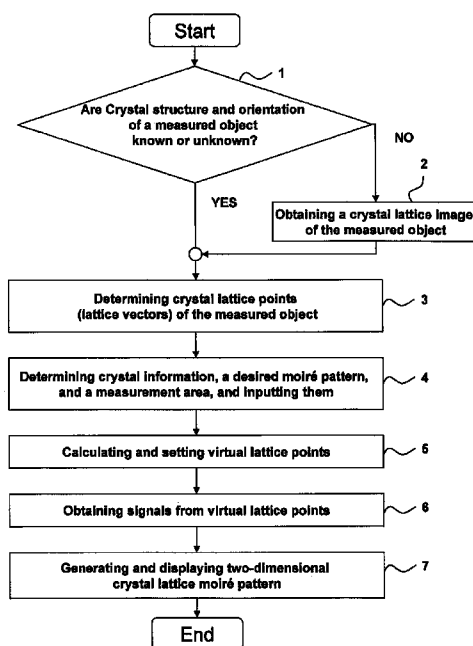 Start
1
Are Crystal structure and orientation
of a measured object
known or unknown?
NO
2
YES
Obtaining a crystal lattice image
of the measured object
Determining crystal lattice points
(lattice vectors) of the measured object
3
Determining crystal information, a desired moiré pattern,
and a measurement area, and inputting them
4
Calculating and setting virtual lattice points
5
Obtaining signals from virtual lattice points
6
Generating and displaying two-dimensional
crystal lattice moiré pattern
7
End